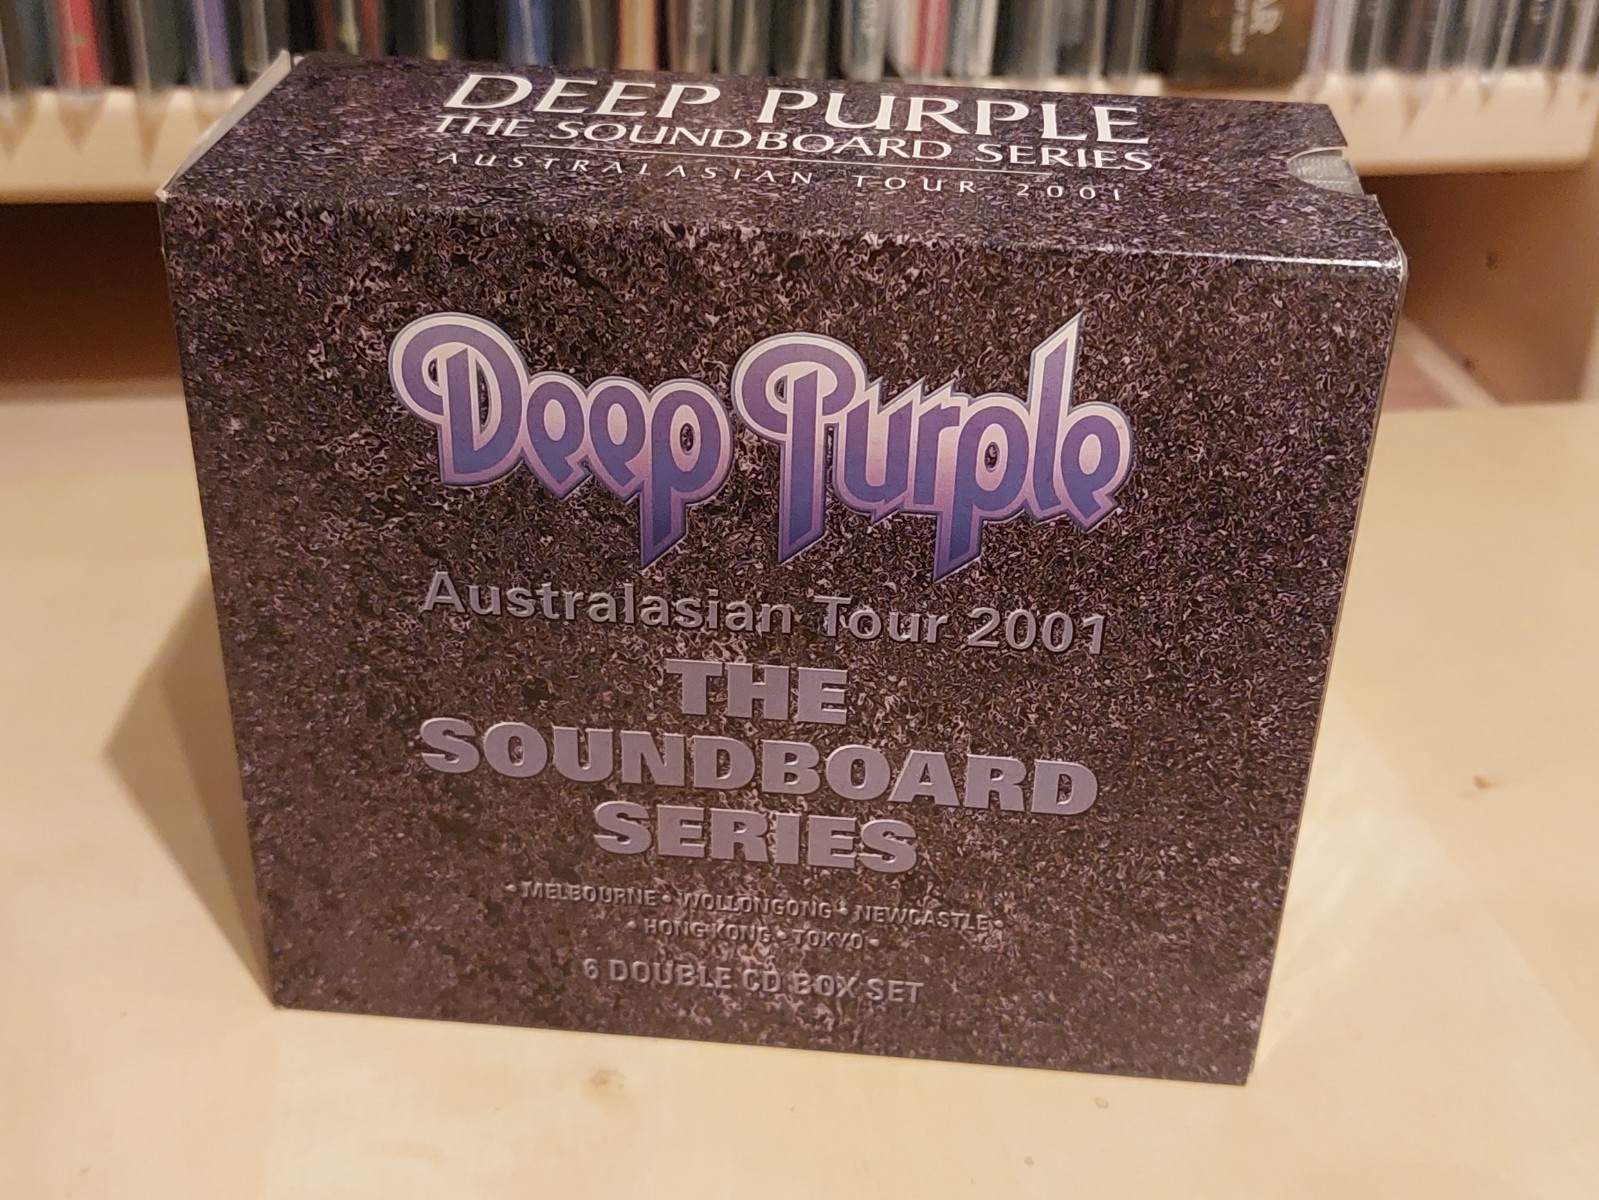 DEEP PURPLE
THE SOUNDBOARD SERIES
AUSTRALASIAN TOUR 2001
Deep Purple
Australasian Tour 2001
THE
SOUNDBOARD
SERIES
• MELBOURNE • WOLLONGONG • NEWCASTLE •
• HONG KONG • TOKYO •
6 DOUBLE CD BOX SET